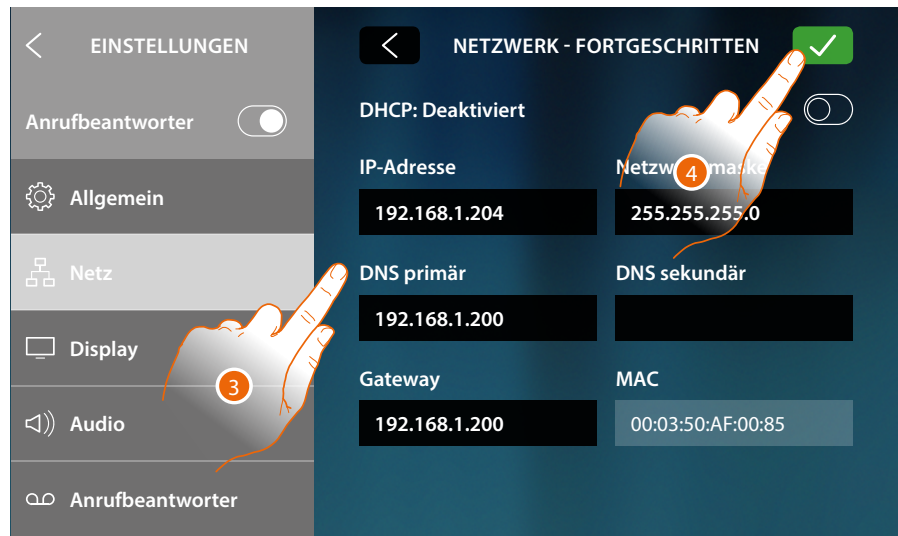 EINSTELLUNGEN
Anrufbeantworter
Allgemein
Netz
Display
Audio
Anrufbeantworter
NETZWERK - FORTGESCHRITTEN
DHCP: Deaktiviert
IP-Adresse
192.168.1.204
Netzw maske
255.255.255.0
DNS primär
192.168.1.200
DNS sekundär
Gateway
192.168.1.200
MAC
00:03:50:AF:00:85
3
4